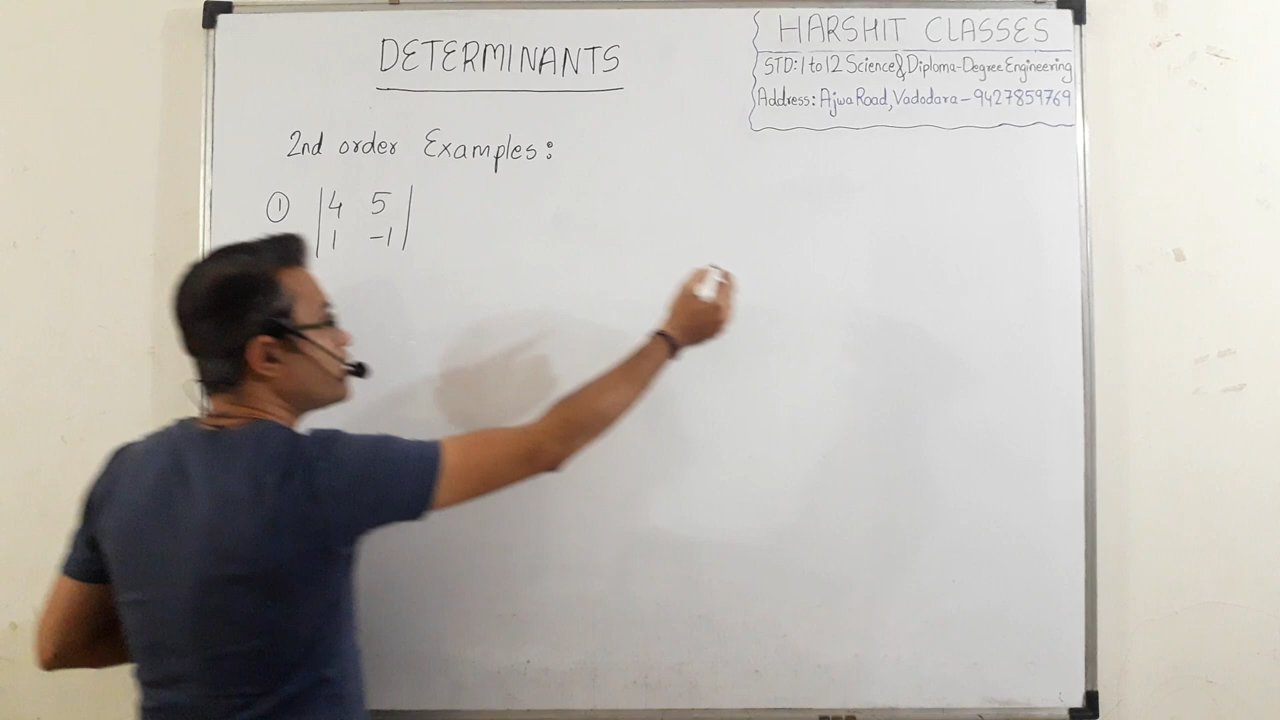 DETERMINANTS
HARSHIT CLASSES
STD: 1 to 12 Science & Diploma-Degree Engineering
Address: Ajwa Road, Vadodara - 9427859769
2nd order Examples:
① | 4 5 |
| 1 -1 |